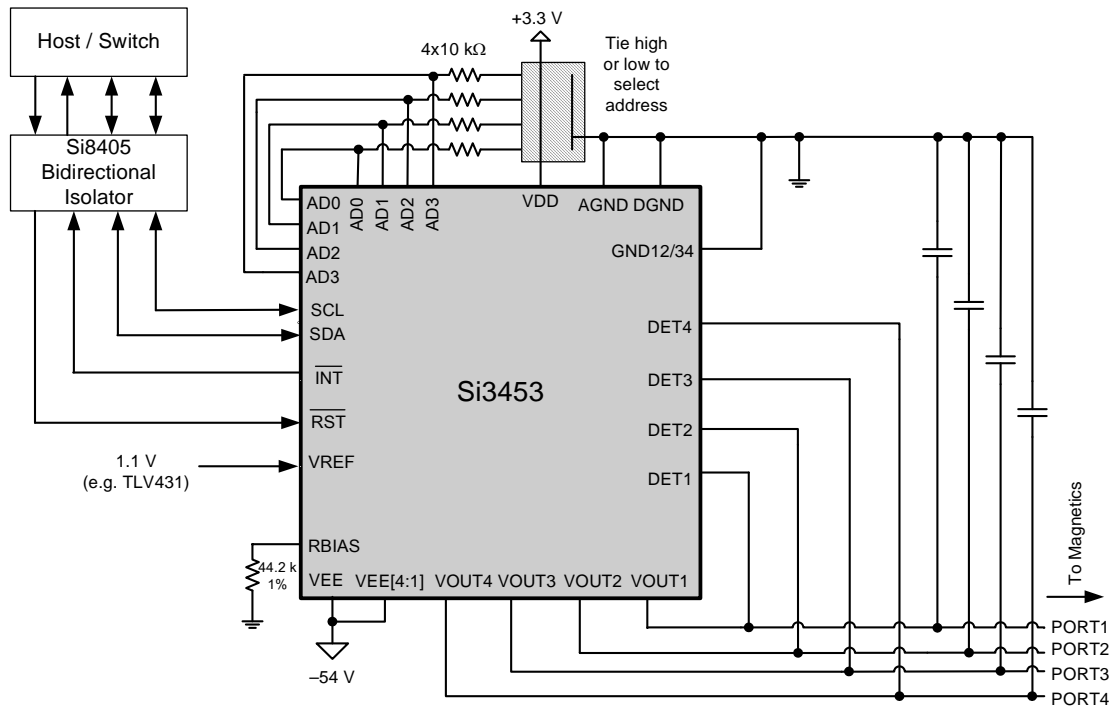 Host / Switch
Si8405
Bidirectional
Isolator
+3.3 V
4x10 kΩ
Tie high
or low to
select
address
AD0
AD1
AD2
AD3
AD0
AD1
AD2
AD3
VDD
AGND
DGND
GND12/34
SCL
SDA
INT
RST
VREF
1.1 V
(e.g. TLV431)
Si3453
DET4
DET3
DET2
DET1
RBIAS
44.2 k
1%
VEE
VEE[4:1]
VOUT4
VOUT3
VOUT2
VOUT1
–54 V
To Magnetics
PORT1
PORT2
PORT3
PORT4